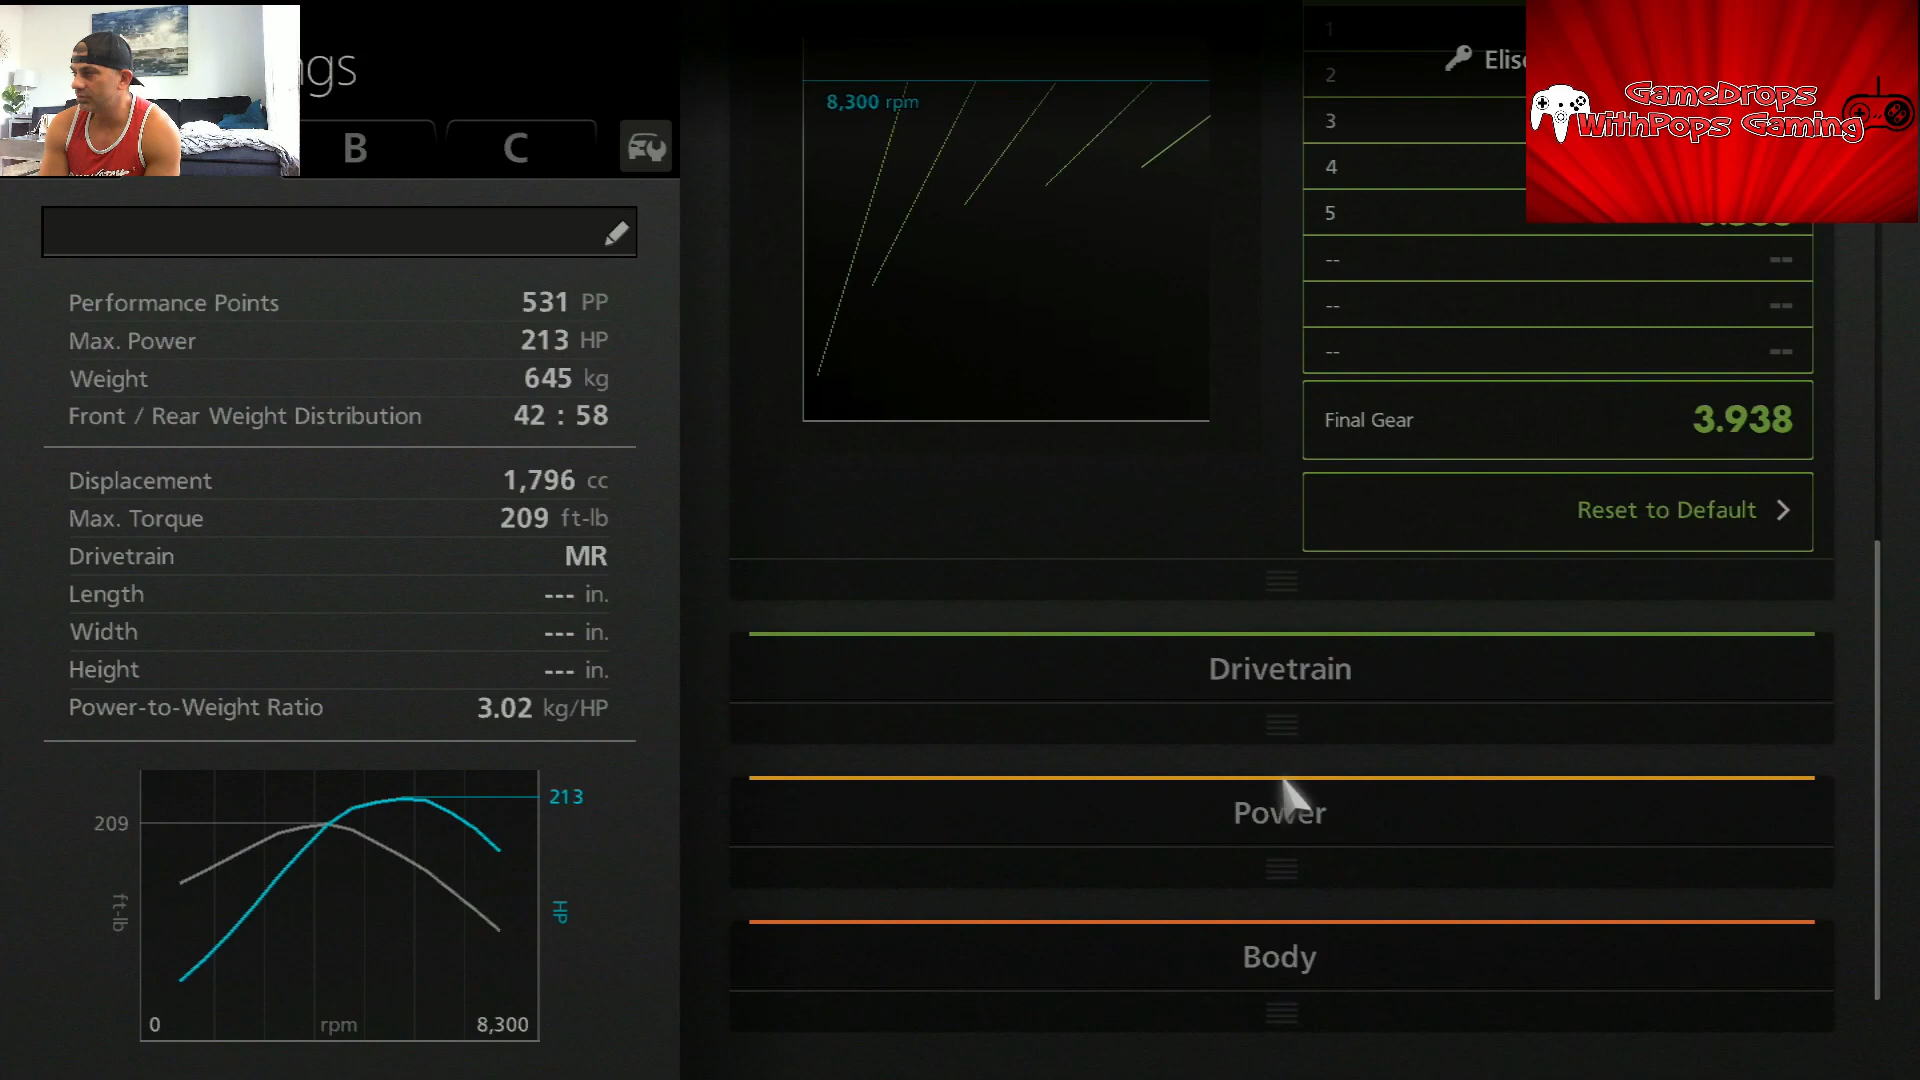 ngs
B
C
Performance Points 531 PP
Max. Power 213 HP
Weight 645 kg
Front / Rear Weight Distribution 42 : 58
Displacement 1,796 cc
Max. Torque 209 ft-lb
Drivetrain MR
Length --- in.
Width --- in.
Height --- in.
Power-to-Weight Ratio 3.02 kg/HP
209
213
ft-lb
HP
0 rpm 8,300
8,300 rpm
1
2
3
4
5
-- --
-- --
-- --
Final Gear 3.938
Reset to Default
Drivetrain
Power
Body
Elise
GameDrops
WithPops Gaming